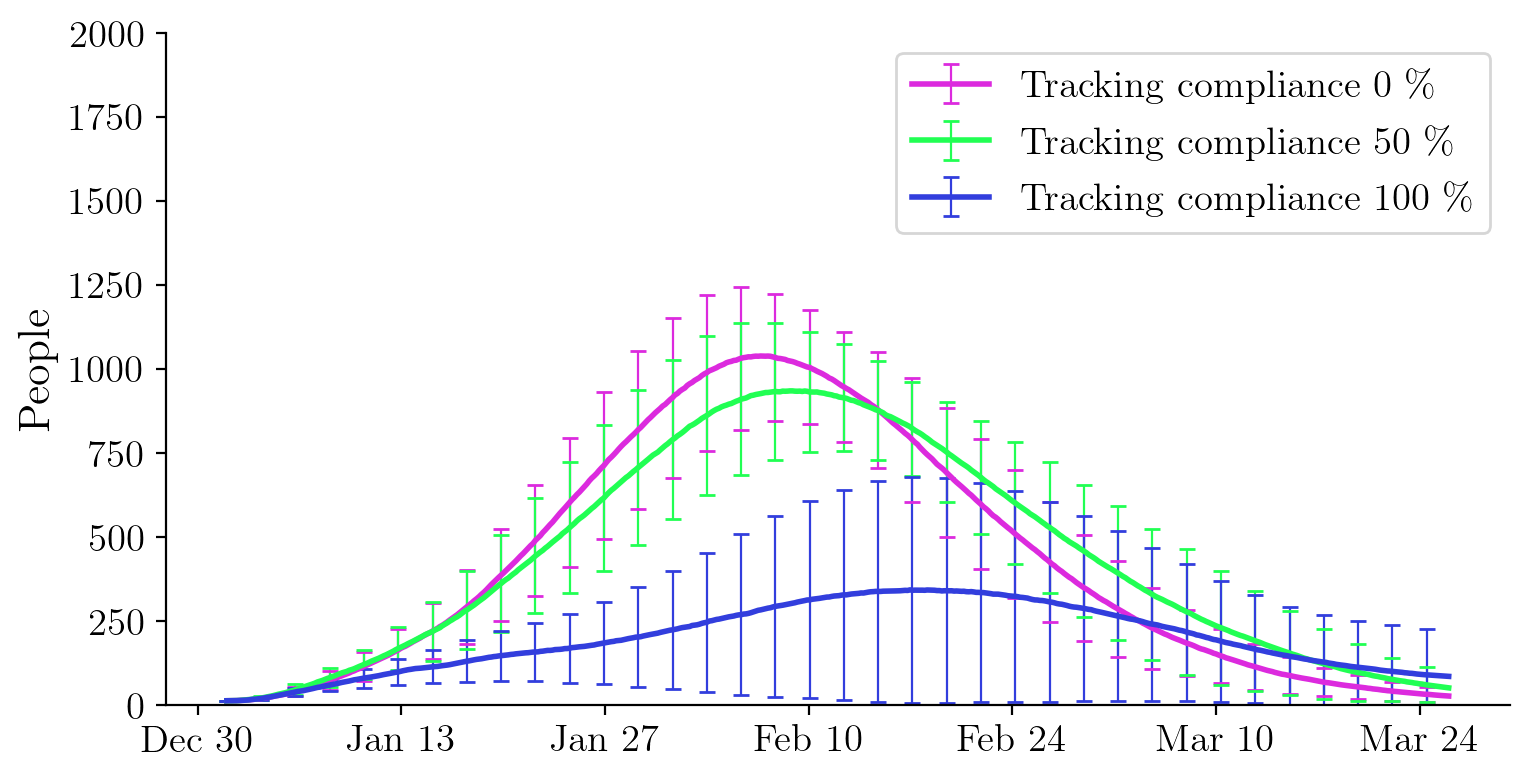 2000
1750
1500
1250
1000
750
500
250
0
People
Dec 30
Jan 13
Jan 27
Feb 10
Feb 24
Mar 10
Mar 24
Tracking compliance 0 %
Tracking compliance 50 %
Tracking compliance 100 %